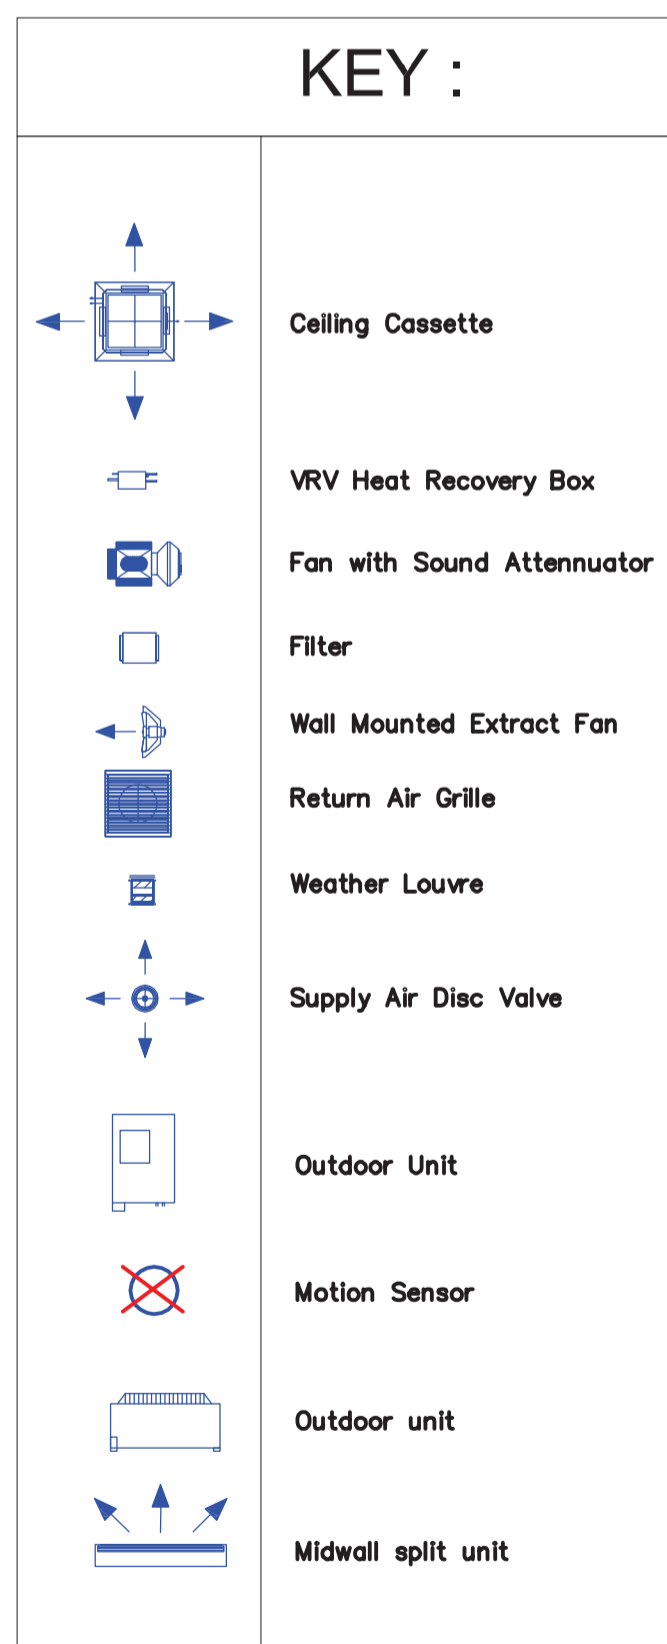 KEY :
Ceiling Cassette
VRV Heat Recovery Box
Fan with Sound Attennuator
Filter
Wall Mounted Extract Fan
Return Air Grille
Weather Louvre
Supply Air Disc Valve
Outdoor Unit
Motion Sensor
Outdoor unit
Midwall split unit